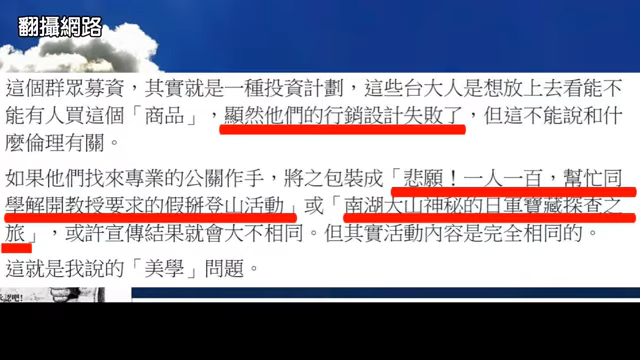 翻攝網路
這個群眾募資，其實就是一種投資計劃，這些台大人是想放上去看能不
能有人買這個「商品」，顯然他們的行銷設計失敗了，但這不能說和什
麼倫理有關。
如果他們找來專業的公關作手，將之包裝成「悲願！一人一百，幫忙同
學解開教授要求的假掰登山活動」或「南湖大山神秘的日軍寶藏探查之
旅」，或許宣傳結果就會大不相同。但其實活動內容是完全相同的。
這就是我說的「美學」問題。